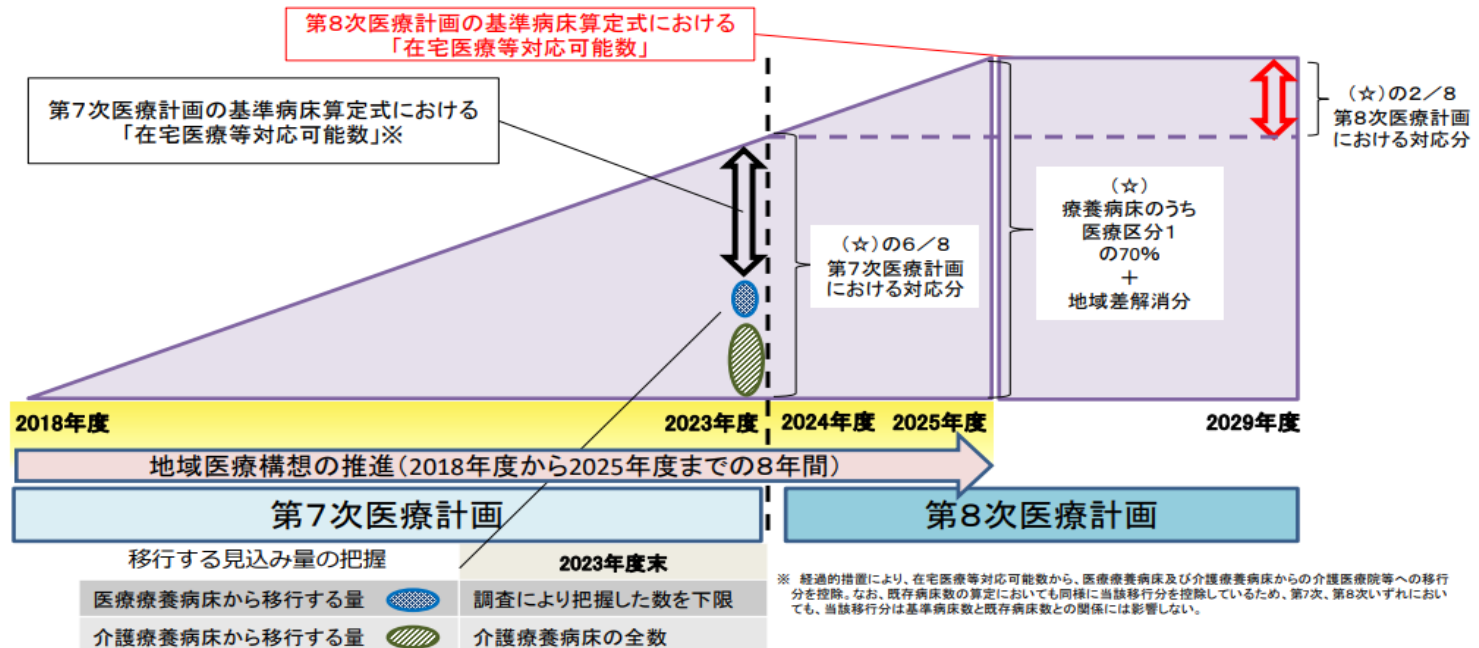 第８次医療計画の基準病床算定式における
「在宅医療等対応可能数」
第７次医療計画の基準病床算定式における
「在宅医療等対応可能数」※
（☆）の２／８
第８次医療計画
における対応分
（☆）の６／８
第７次医療計画
における対応分
（☆）
療養病床のうち
医療区分１
の70％
＋
地域差解消分
2018年度
2023年度
2024年度
2025年度
2029年度
地域医療構想の推進（2018年度から2025年度までの８年間）
第７次医療計画
第８次医療計画
移行する見込み量の把握
2023年度末
医療療養病床から移行する量
調査により把握した数を下限
介護療養病床から移行する量
介護療養病床の全数
※　経過的措置により、在宅医療等対応可能数から、医療療養病床及び介護療養病床からの介護医療院等への移行
分を控除。なお、既存病床数の算定においても同様に当該移行分を控除しているため、第７次、第８次いずれにおい
ても、当該移行分は基準病床数と既存病床数との関係には影響しない。